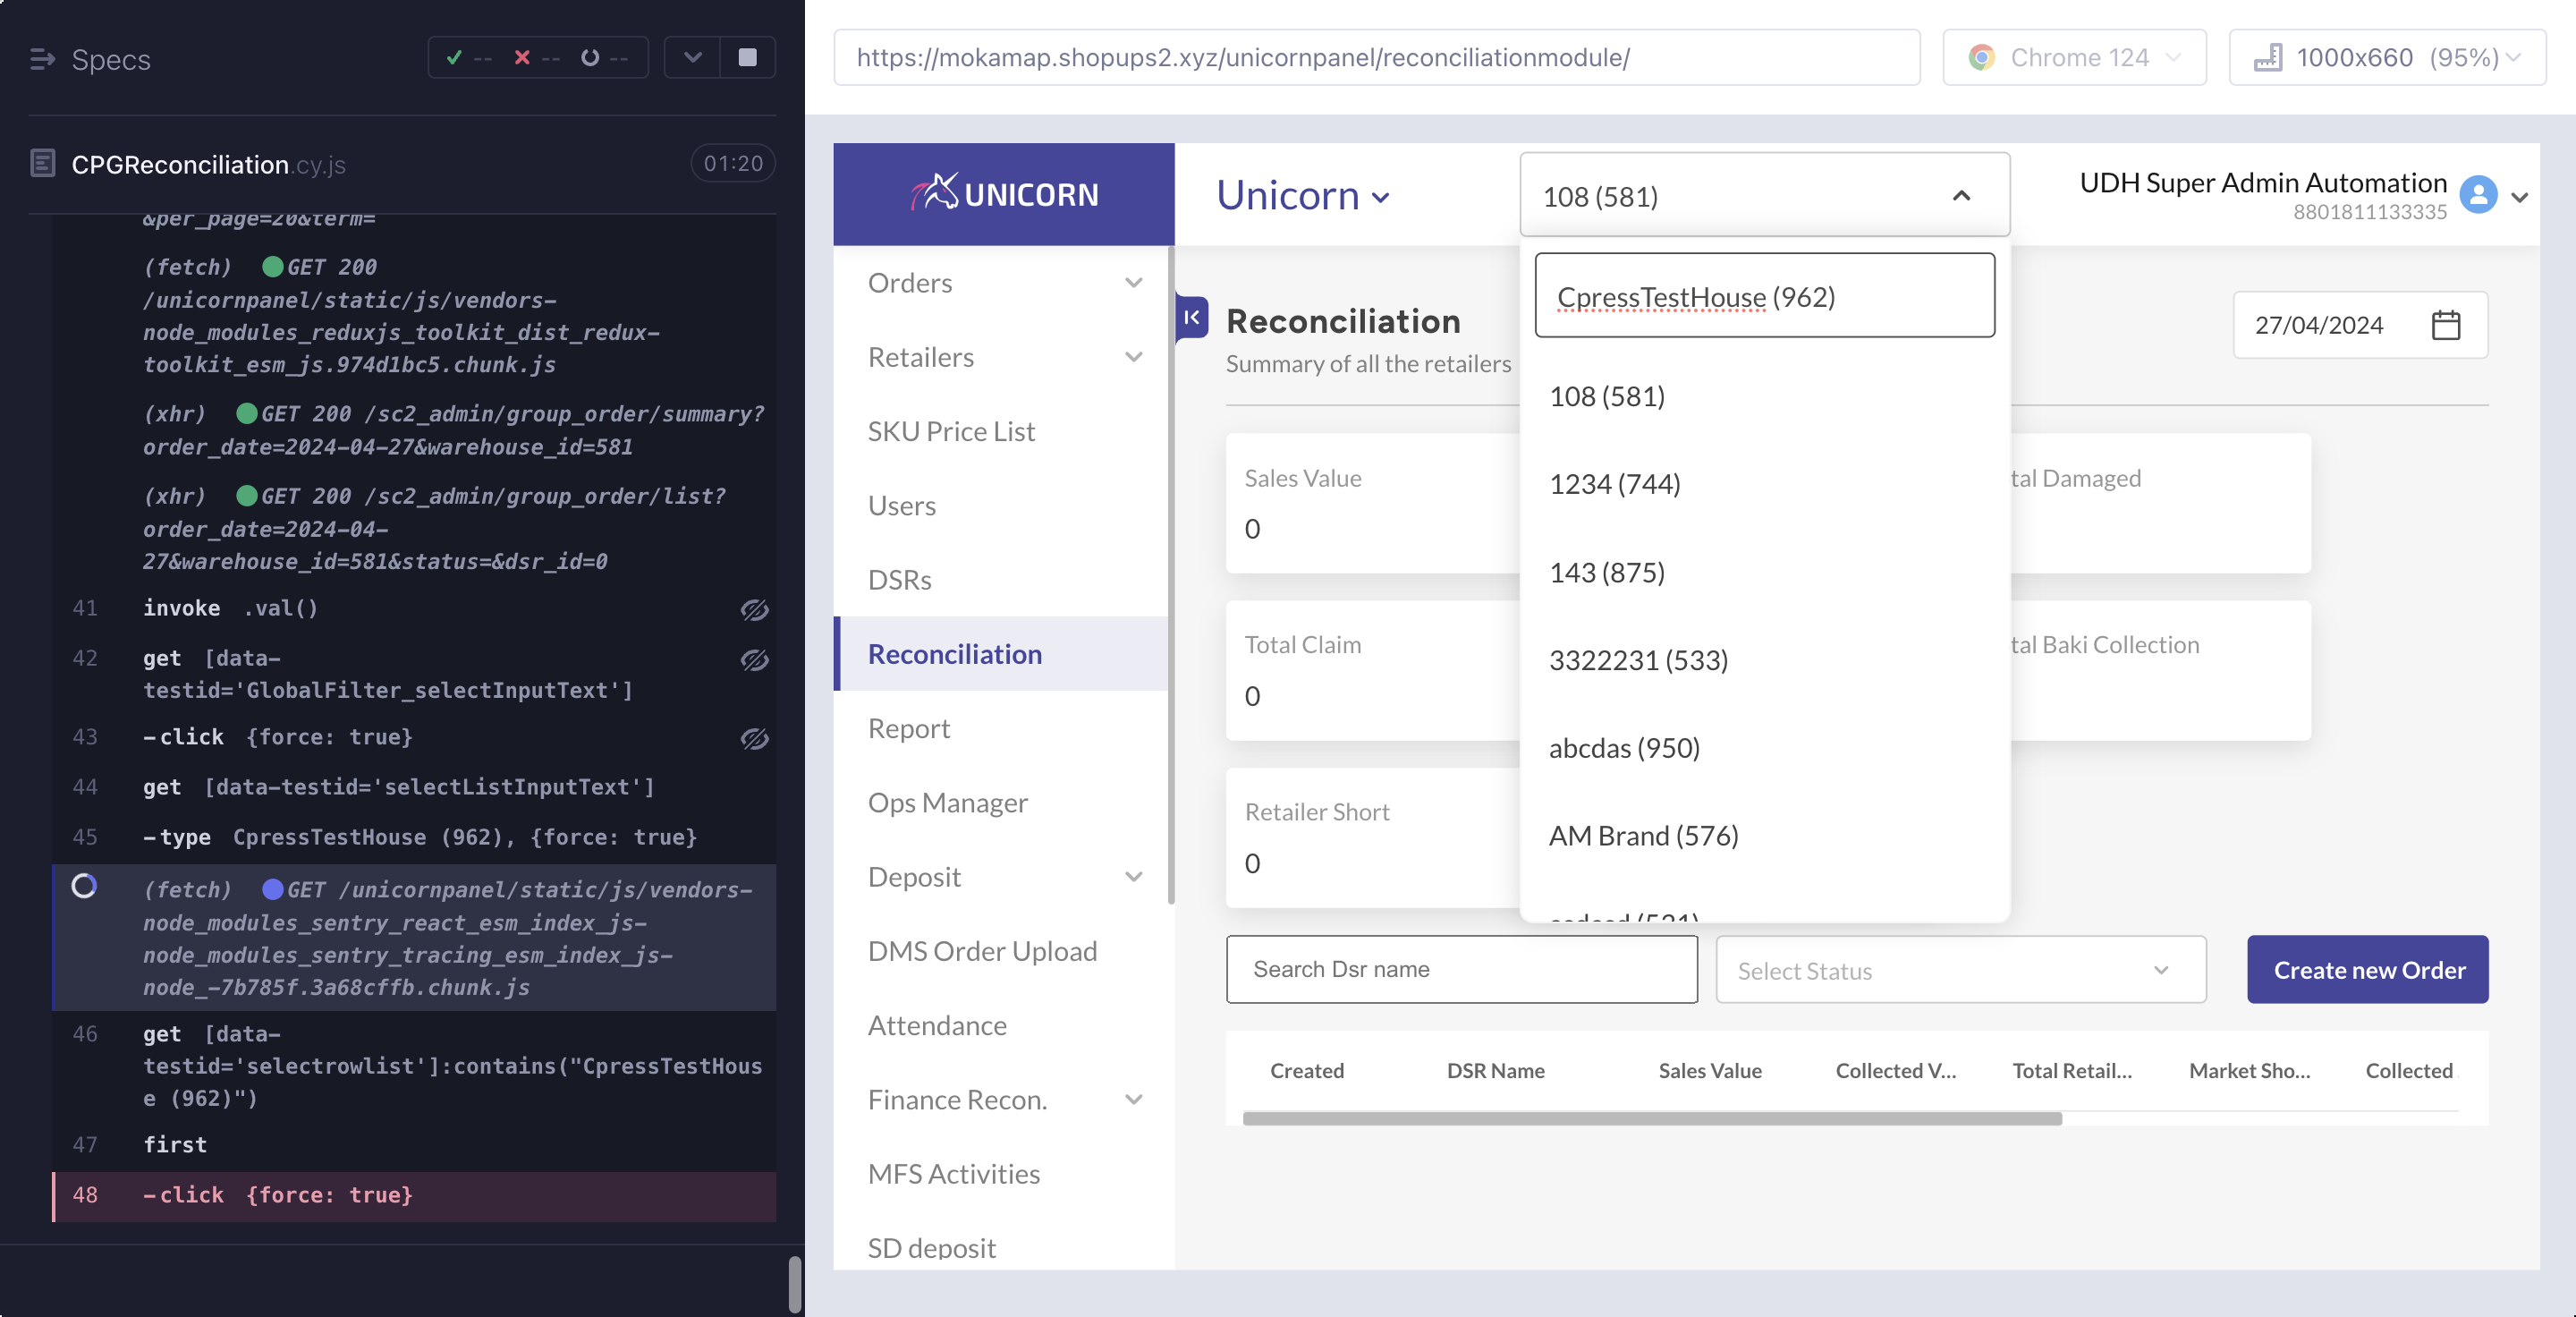 Specs
-- -- --
CPGReconciliation.cy.js
01:20
&per_page=20&term=
(fetch) GET 200
/unicornpanel/static/js/vendors-
node_modules_reduxjs_toolkit_dist_redux-
toolkit_esm_js.974d1bc5.chunk.js
(xhr) GET 200 /sc2_admin/group_order/summary?
order_date=2024-04-27&warehouse_id=581
(xhr) GET 200 /sc2_admin/group_order/list?
order_date=2024-04-
27&warehouse_id=581&status=&dsr_id=0
41 invoke .val()
42 get [data-
testid='GlobalFilter_selectInputText']
43 -click {force: true}
44 get [data-testid='selectListInputText']
45 -type CpressTestHouse (962), {force: true}
(fetch) GET /unicornpanel/static/js/vendors-
node_modules_sentry_react_esm_index_js-
node_modules_sentry_tracing_esm_index_js-
node_-7b785f.3a68cffb.chunk.js
46 get [data-
testid='selectrowlist']:contains("CpressTestHous
e (962)")
47 first
48 -click {force: true}
https://mokamap.shopups2.xyz/unicornpanel/reconciliationmodule/
Chrome 124
1000x660 (95%)
UNICORN
Unicorn
108 (581)
UDH Super Admin Automation
8801811133335
Orders
Retailers
SKU Price List
Users
DSRs
Reconciliation
Report
Ops Manager
Deposit
DMS Order Upload
Attendance
Finance Recon.
MFS Activities
SD deposit
Reconciliation
Summary of all the retailers
27/04/2024
CpressTestHouse (962)
108 (581)
1234 (744)
143 (875)
3322231 (533)
abcdas (950)
AM Brand (576)
Sales Value
0
tal Damaged
Total Claim
0
tal Baki Collection
Retailer Short
0
Search Dsr name
Select Status
Create new Order
Created DSR Name Sales Value Collected V... Total Retail... Market Sho... Collected